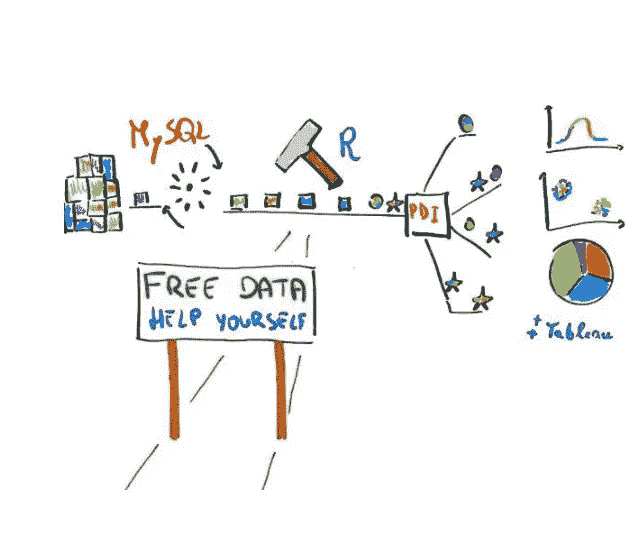 MySQL
R
PDI
FREE DATA
HELP YOURSELF
++ Tableau